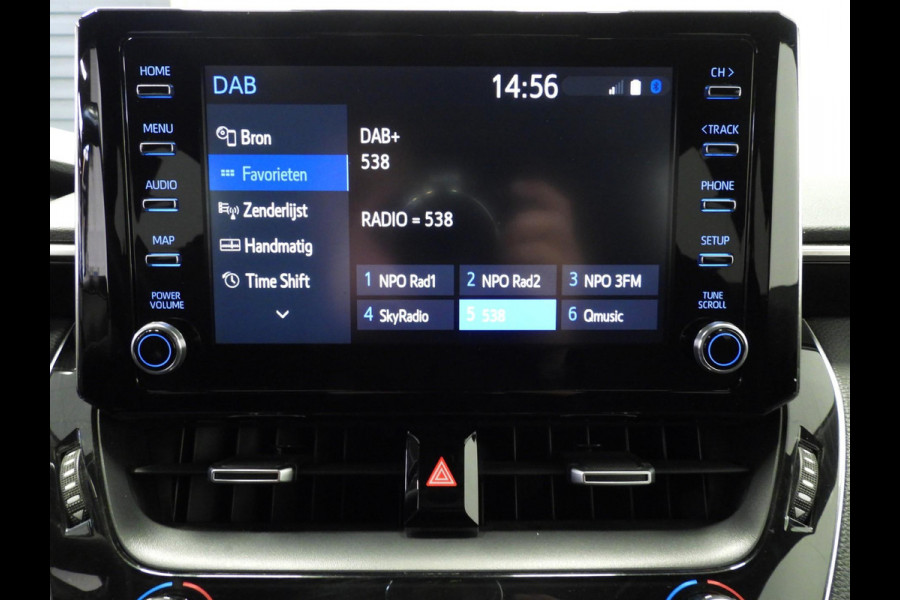 HOME
MENU
AUDIO
MAP
POWER
VOLUME
DAB
14:56
Bron
Favorieten
Zenderlijst
Handmatig
Time Shift
DAB+
538
RADIO = 538
1 NPO Rad1
2 NPO Rad2
3 NPO 3FM
4 SkyRadio
5 538
6 Qmusic
CH >
< TRACK
PHONE
SETUP
TUNE
SCROLL